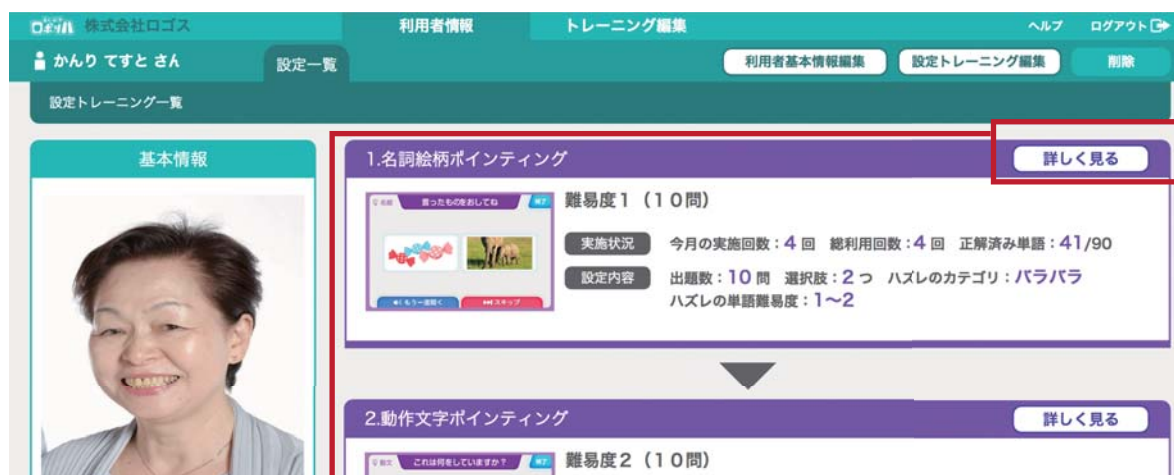 ロボリハ 株式会社ロゴス 利用者情報 トレーニング編集 ヘルプ ログアウト
かんり てすと さん 設定一覧 利用者基本情報編集 設定トレーニング編集 削除
設定トレーニング一覧
基本情報
1.名詞絵柄ポインティング 詳しく見る
言ったものをおしてね
もう一度聞く スキップ
難易度1（10問）
実施状況 今月の実施回数：4 回 総利用回数：4 回 正解済み単語：41/90
設定内容 出題数：10 問 選択肢：2 つ ハズレのカテゴリ：バラバラ
ハズレの単語難易度：1〜2
2.動作文字ポインティング 詳しく見る
これは何をしていますか？
難易度2（10問）